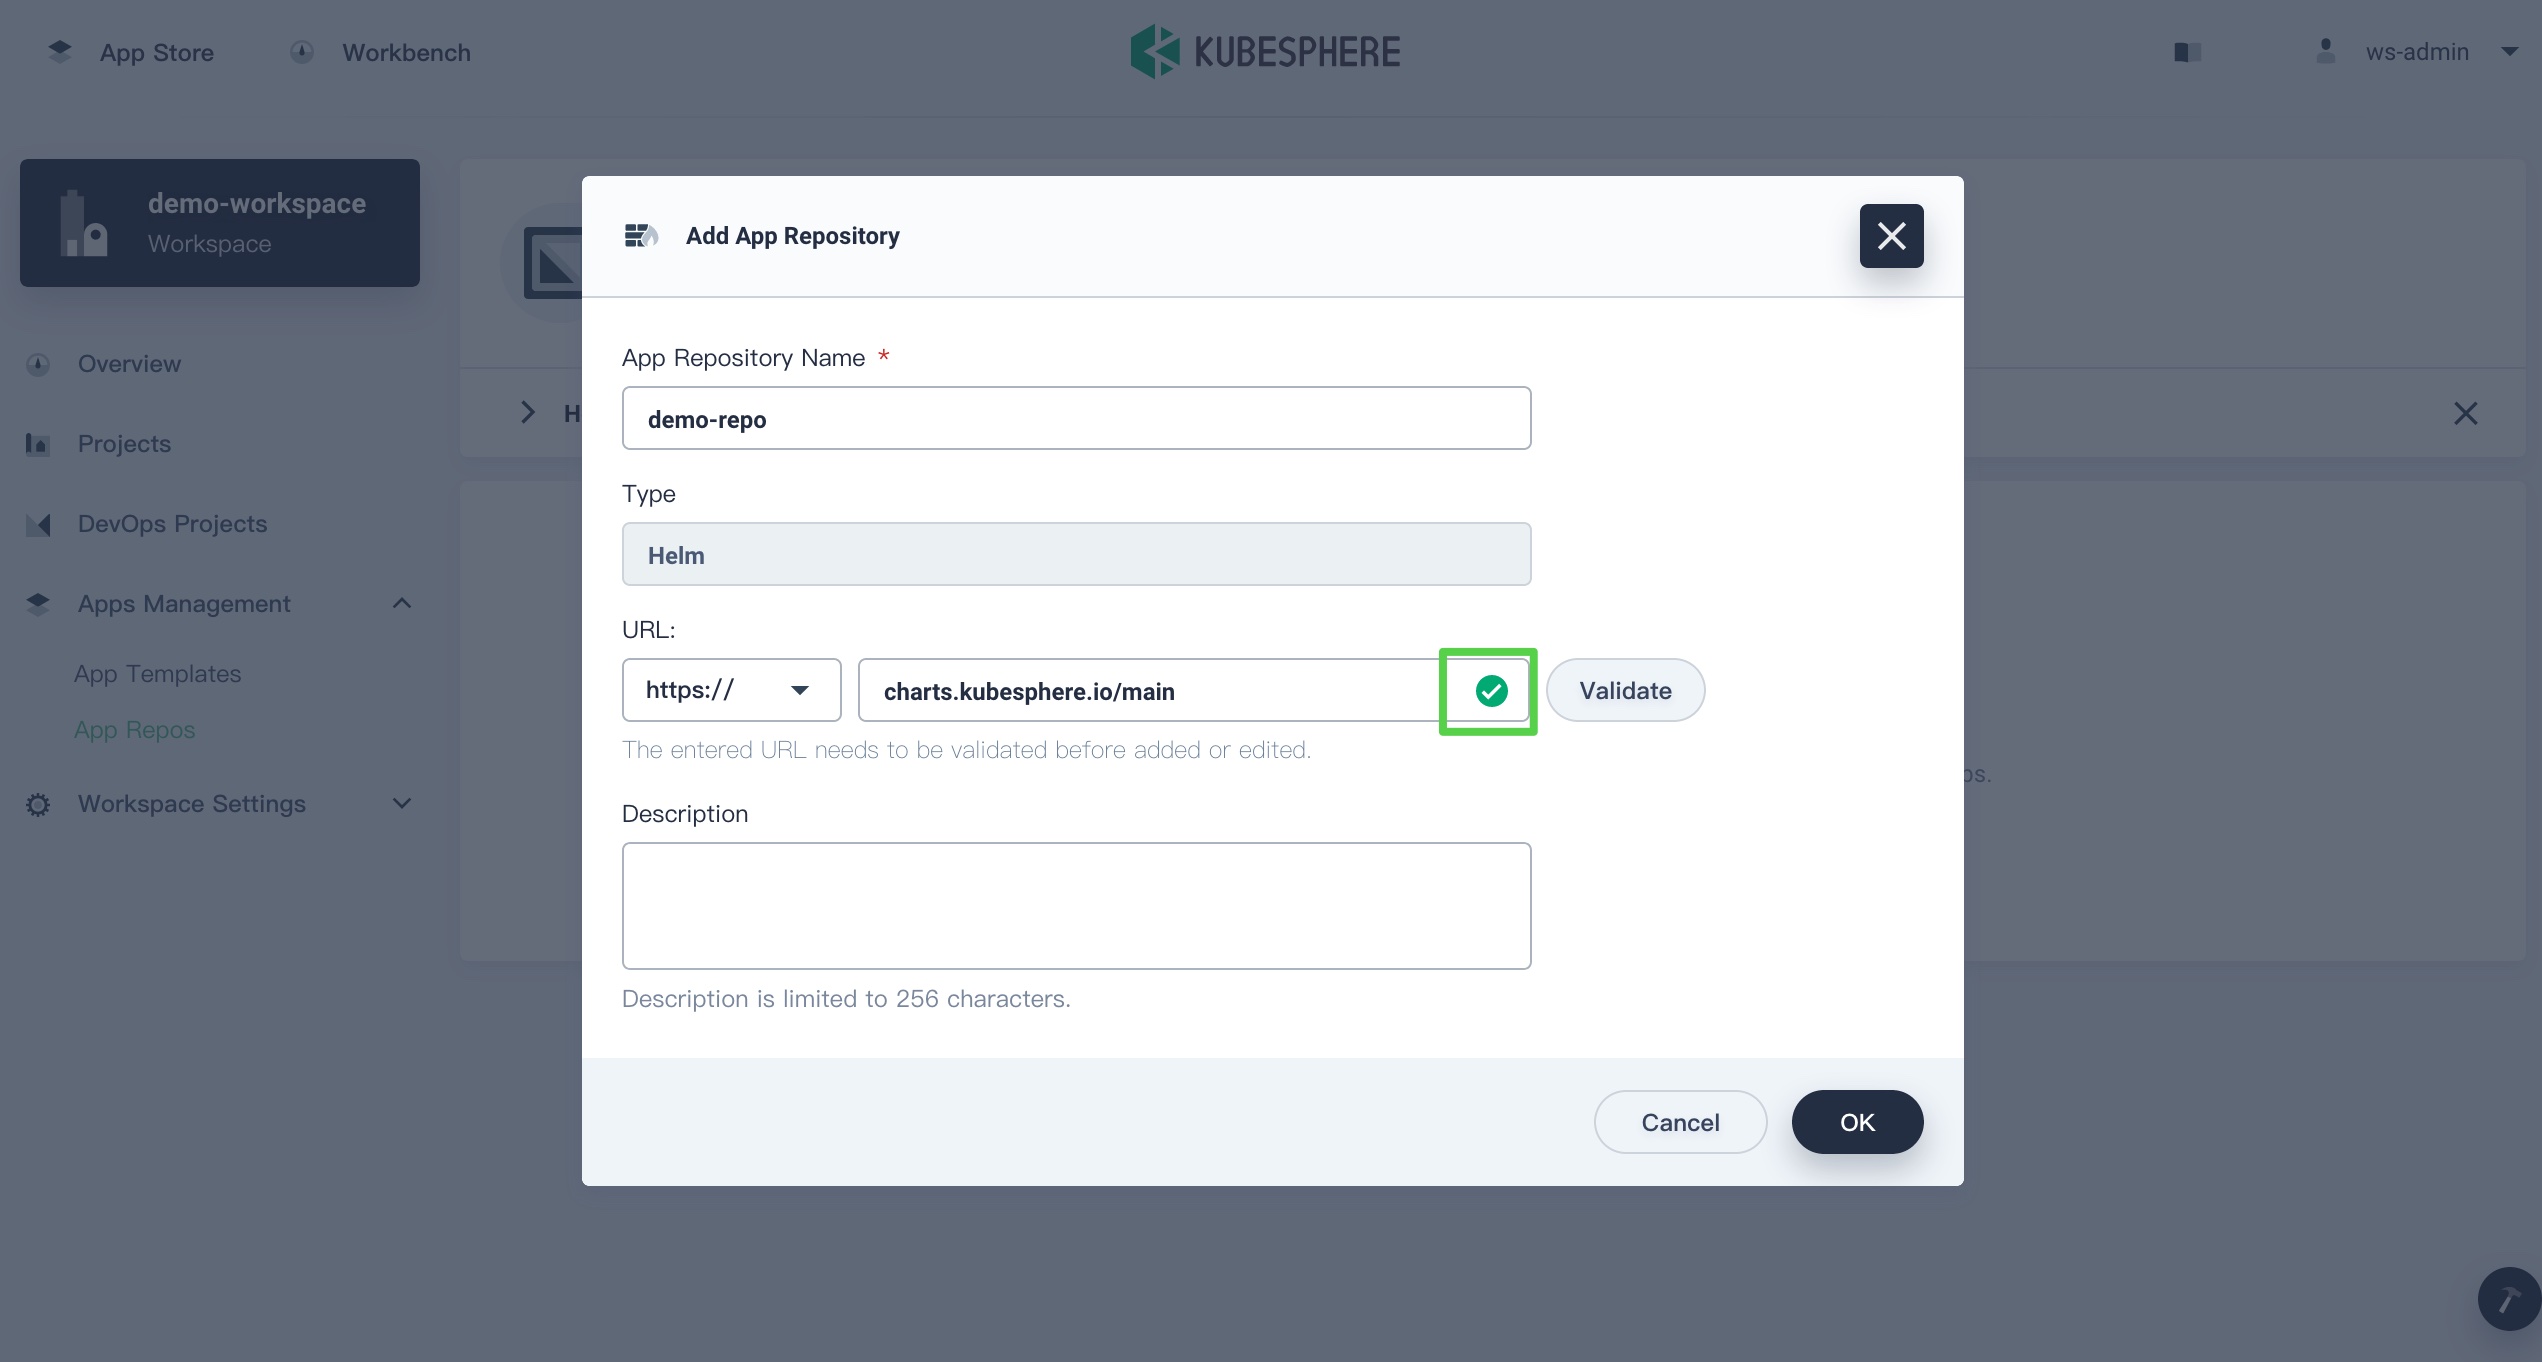 App Store
Workbench
KUBESPHERE
ws-admin
demo-workspace
Workspace
Overview
Projects
DevOps Projects
Apps Management
App Templates
App Repos
Workspace Settings
Add App Repository
App Repository Name *
demo-repo
Type
Helm
URL:
https://
charts.kubesphere.io/main
Validate
The entered URL needs to be validated before added or edited.
Description
Description is limited to 256 characters.
Cancel
OK